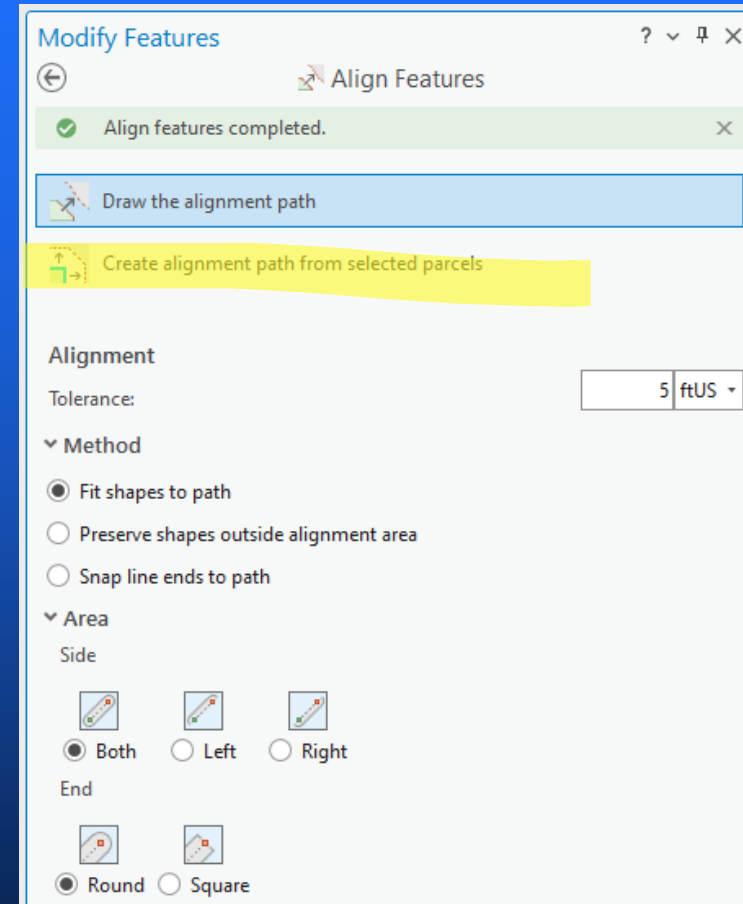 Modify Features
?
Align Features
Align features completed.
Draw the alignment path
Create alignment path from selected parcels
Alignment
Tolerance: 5 ftUS
Method
Fit shapes to path
Preserve shapes outside alignment area
Snap line ends to path
Area
Side
Both Left Right
End
Round Square